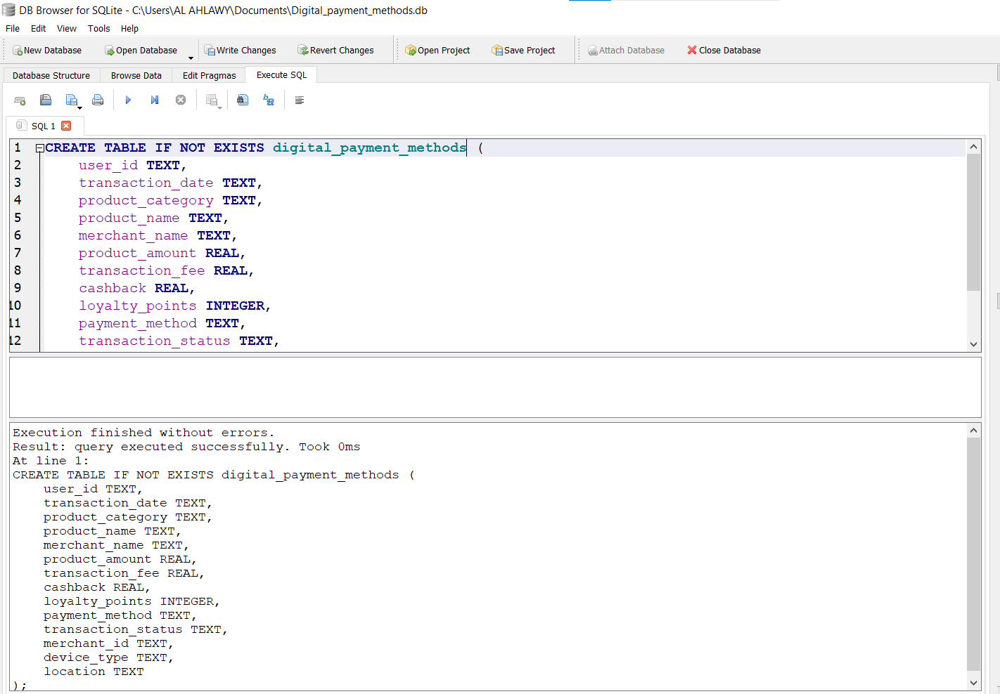 DB Browser for SQLite - C:\Users\AL AHLAWY\Documents\Digital_payment_methods.db
File Edit View Tools Help
New Database Open Database Write Changes Revert Changes Open Project Save Project Attach Database Close Database
Database Structure Browse Data Edit Pragmas Execute SQL
SQL 1
1 CREATE TABLE IF NOT EXISTS digital_payment_methods (
2 user_id TEXT,
3 transaction_date TEXT,
4 product_category TEXT,
5 product_name TEXT,
6 merchant_name TEXT,
7 product_amount REAL,
8 transaction_fee REAL,
9 cashback REAL,
10 loyalty_points INTEGER,
11 payment_method TEXT,
12 transaction_status TEXT,
Execution finished without errors.
Result: query executed successfully. Took 0ms
At line 1:
CREATE TABLE IF NOT EXISTS digital_payment_methods (
user_id TEXT,
transaction_date TEXT,
product_category TEXT,
product_name TEXT,
merchant_name TEXT,
product_amount REAL,
transaction_fee REAL,
cashback REAL,
loyalty_points INTEGER,
payment_method TEXT,
transaction_status TEXT,
merchant_id TEXT,
device_type TEXT,
location TEXT
);